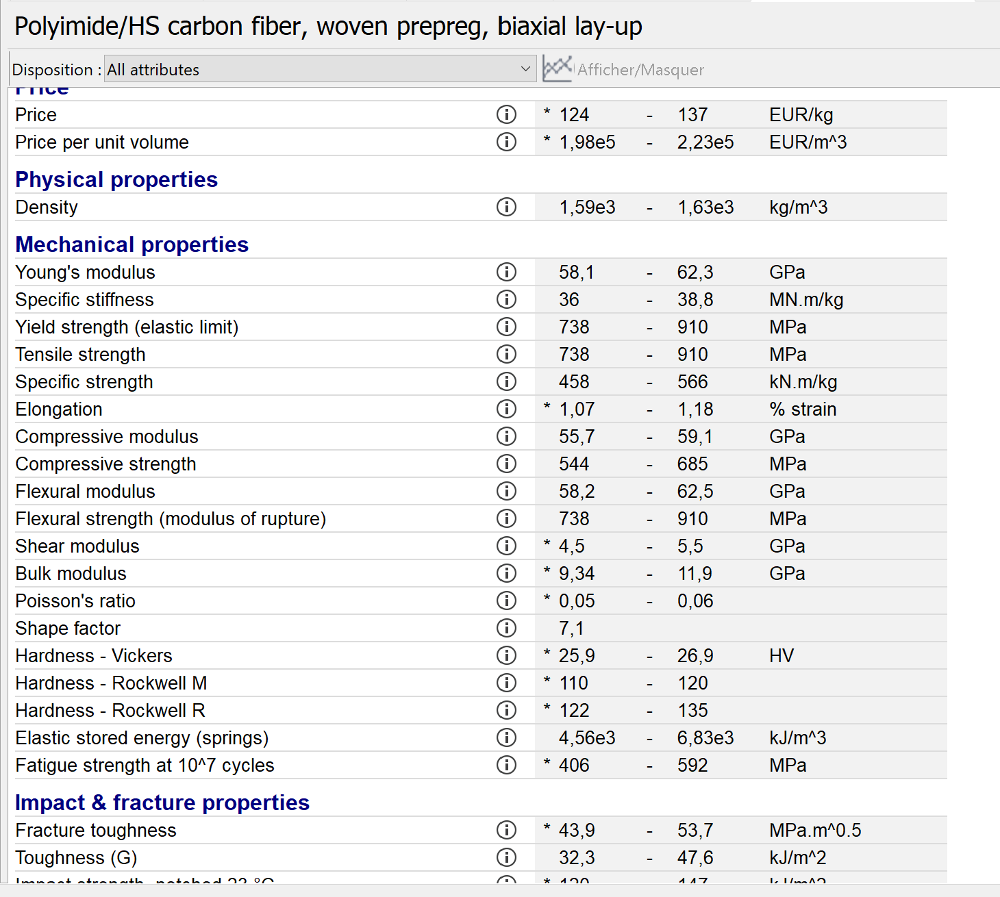 Polyimide/HS carbon fiber, woven prepreg, biaxial lay-up
Disposition : All attributes Afficher/Masquer
Price
Price * 124 - 137 EUR/kg
Price per unit volume * 1,98e5 - 2,23e5 EUR/m^3
Physical properties
Density 1,59e3 - 1,63e3 kg/m^3
Mechanical properties
Young's modulus 58,1 - 62,3 GPa
Specific stiffness 36 - 38,8 MN.m/kg
Yield strength (elastic limit) 738 - 910 MPa
Tensile strength 738 - 910 MPa
Specific strength 458 - 566 kN.m/kg
Elongation * 1,07 - 1,18 % strain
Compressive modulus 55,7 - 59,1 GPa
Compressive strength 544 - 685 MPa
Flexural modulus 58,2 - 62,5 GPa
Flexural strength (modulus of rupture) 738 - 910 MPa
Shear modulus * 4,5 - 5,5 GPa
Bulk modulus * 9,34 - 11,9 GPa
Poisson's ratio * 0,05 - 0,06
Shape factor 7,1
Hardness - Vickers * 25,9 - 26,9 HV
Hardness - Rockwell M * 110 - 120
Hardness - Rockwell R * 122 - 135
Elastic stored energy (springs) 4,56e3 - 6,83e3 kJ/m^3
Fatigue strength at 10^7 cycles * 406 - 592 MPa
Impact & fracture properties
Fracture toughness * 43,9 - 53,7 MPa.m^0.5
Toughness (G) 32,3 - 47,6 kJ/m^2
Impact strength, notched 23 °C * 147 kJ/m^2